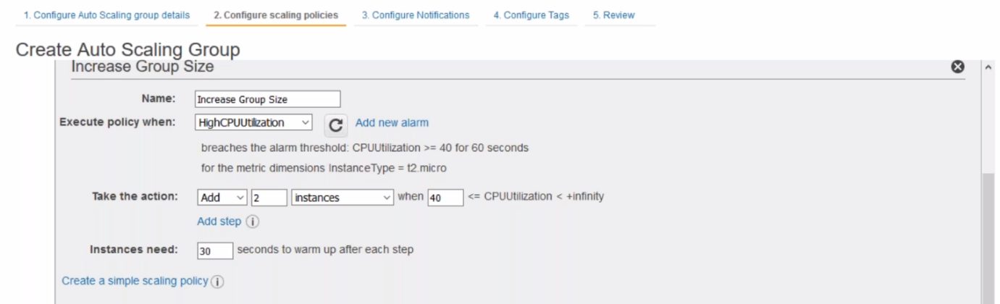 1. Configure Auto Scaling group details 2. Configure scaling policies 3. Configure Notifications 4. Configure Tags 5. Review
Create Auto Scaling Group
Increase Group Size
Name: Increase Group Size
Execute policy when: HighCPUUtilization Add new alarm
breaches the alarm threshold: CPUUtilization >= 40 for 60 seconds
for the metric dimensions InstanceType = t2.micro
Take the action: Add 2 instances when 40 <= CPUUtilization < +infinity
Add step i
Instances need: 30 seconds to warm up after each step
Create a simple scaling policy i